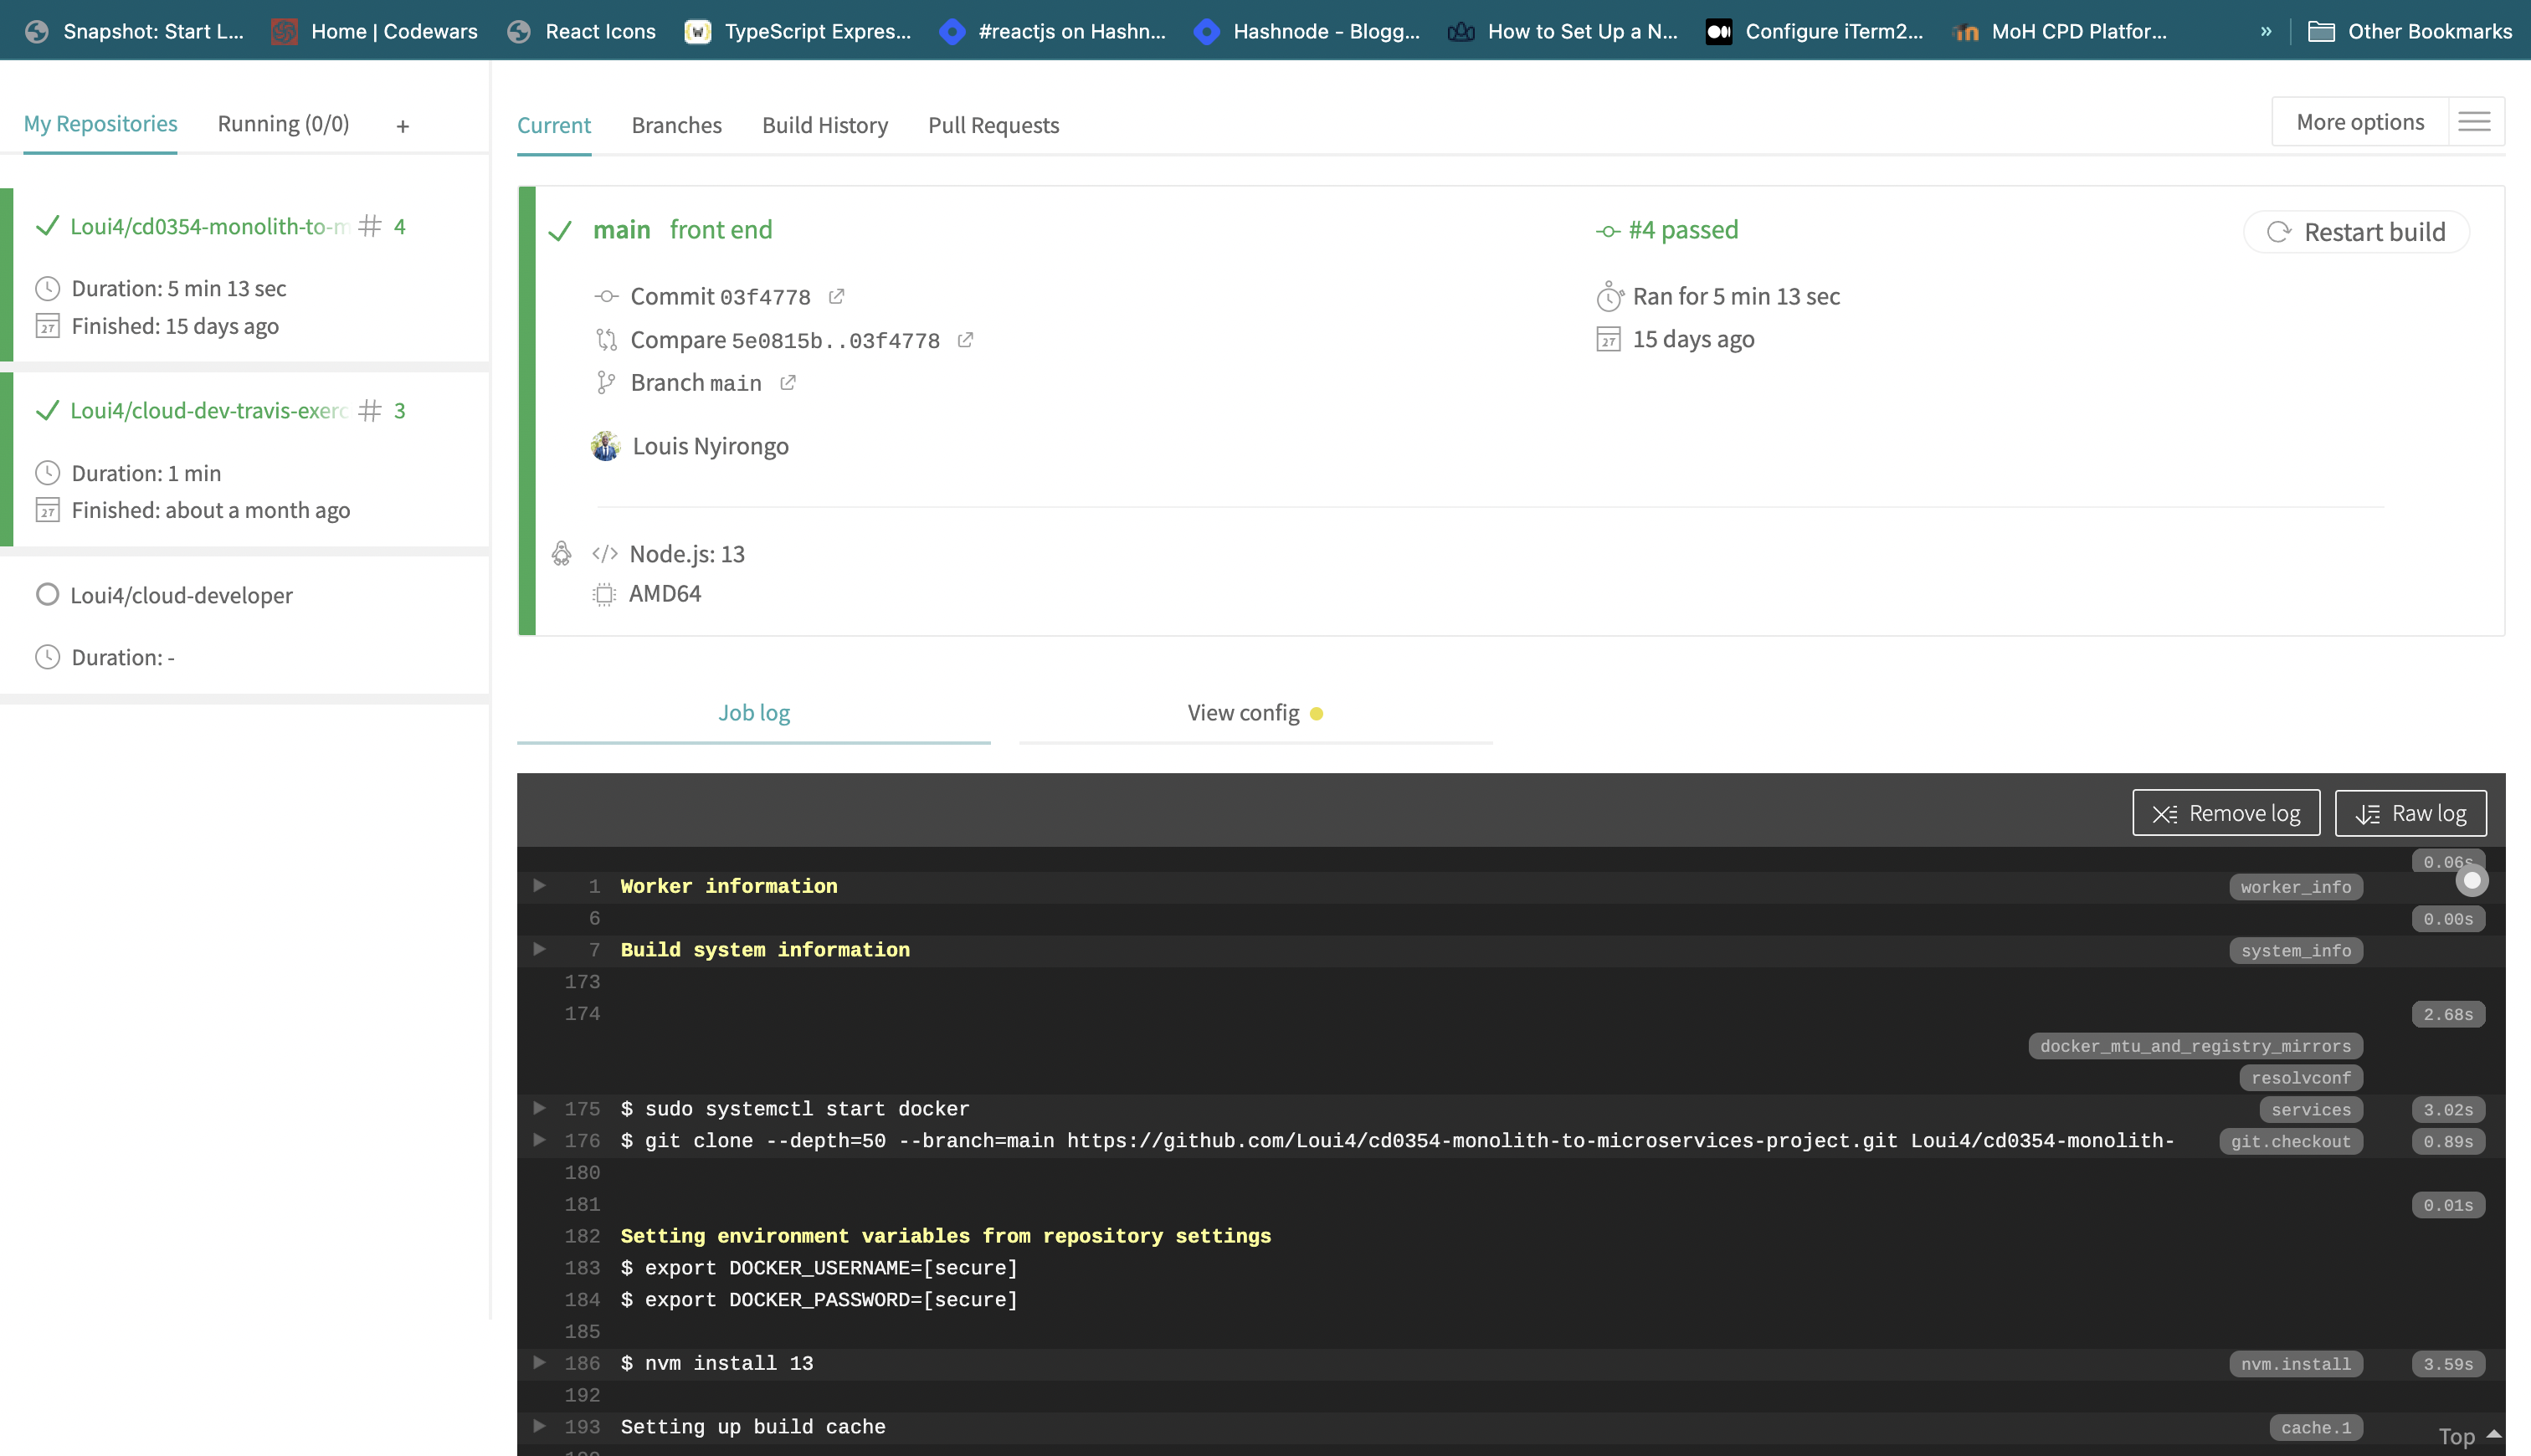 Snapshot: Start L... Home | Codewars React Icons TypeScript Expres... #reactjs on Hashn... Hashnode - Blogg... How to Set Up a N... Configure iTerm2... MoH CPD Platfor... » Other Bookmarks
My Repositories Running (0/0) +
Loui4/cd0354-monolith-to-m # 4
Duration: 5 min 13 sec
27 Finished: 15 days ago
Loui4/cloud-dev-travis-exerc # 3
Duration: 1 min
27 Finished: about a month ago
Loui4/cloud-developer
Duration: -
Current Branches Build History Pull Requests
More options
main front end
Commit 03f4778
Compare 5e0815b..03f4778
Branch main
Louis Nyirongo
#4 passed
Ran for 5 min 13 sec
27 15 days ago
Restart build
</> Node.js: 13
AMD64
Job log View config
Remove log Raw log
0.06s
1 Worker information worker_info
6 0.00s
7 Build system information system_info
173
174 2.68s
docker_mtu_and_registry_mirrors
resolvconf
175 $ sudo systemctl start docker services 3.02s
176 $ git clone --depth=50 --branch=main https://github.com/Loui4/cd0354-monolith-to-microservices-project.git Loui4/cd0354-monolith- git.checkout 0.89s
180
181 0.01s
182 Setting environment variables from repository settings
183 $ export DOCKER_USERNAME=[secure]
184 $ export DOCKER_PASSWORD=[secure]
185
186 $ nvm install 13 nvm.install 3.59s
192
193 Setting up build cache cache.1
Top